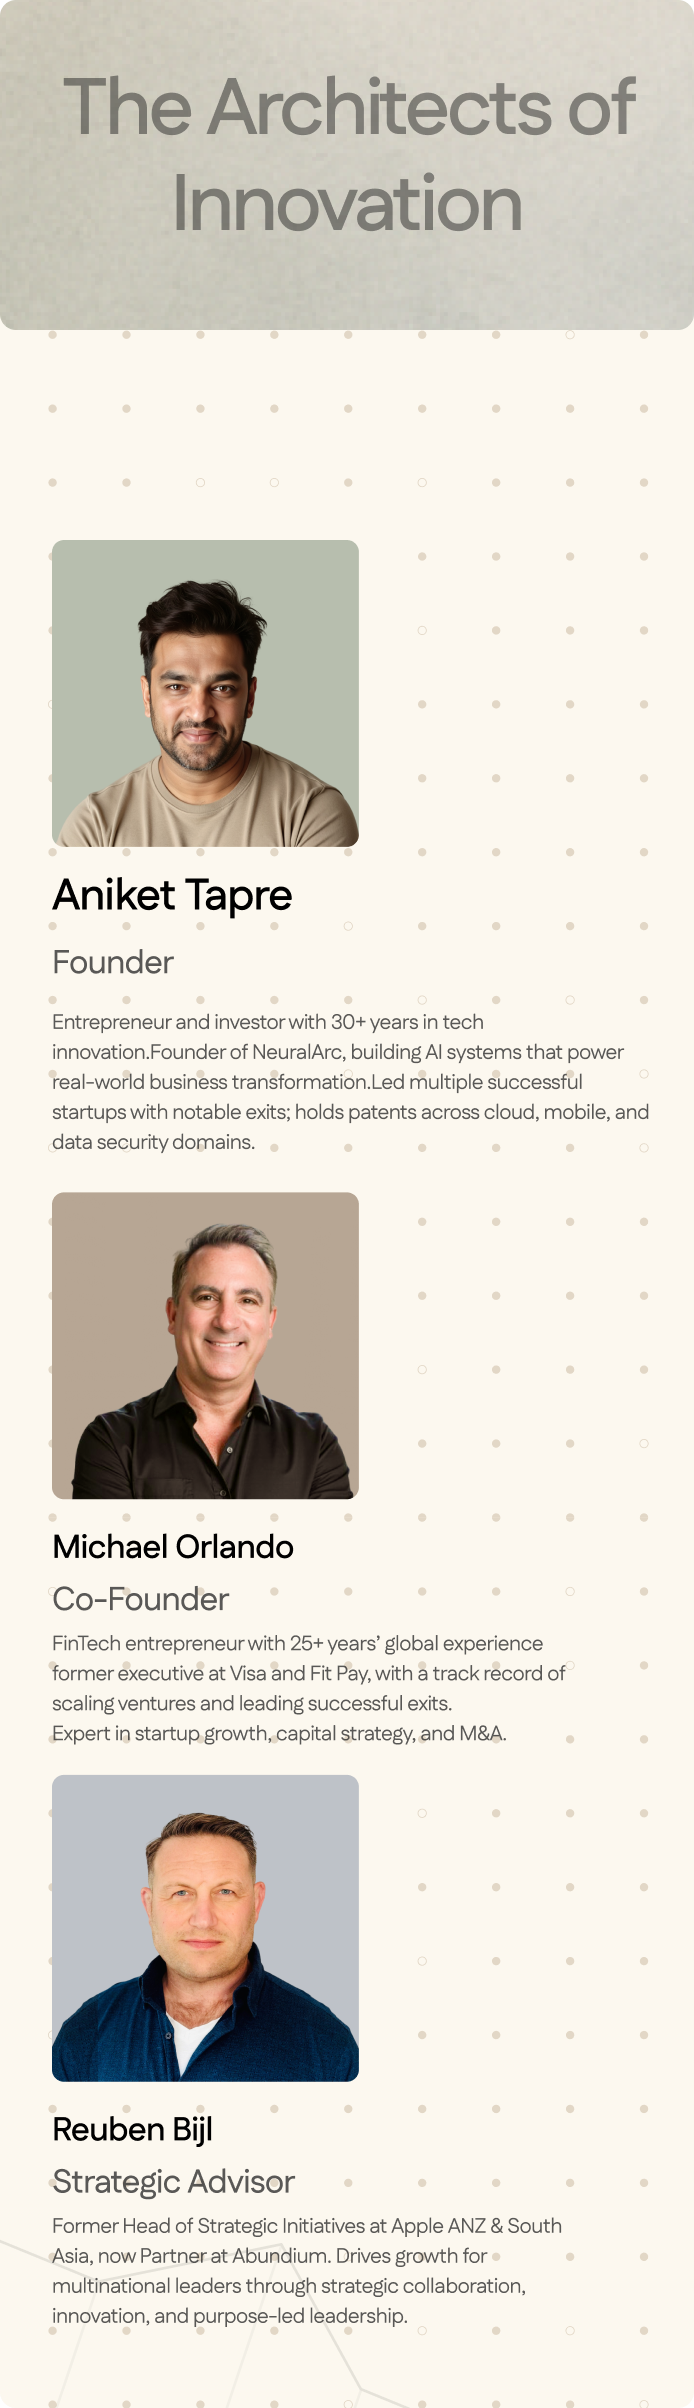 The Architects of
Innovation
Aniket Tapre
Founder
Entrepreneur and investor with 30+ years in tech
innovation.Founder of NeuralArc, building AI systems that power
real-world business transformation.Led multiple successful
startups with notable exits; holds patents across cloud, mobile, and
data security domains.
Michael Orlando
Co-Founder
FinTech entrepreneur with 25+ years’ global experience
former executive at Visa and Fit Pay, with a track record of
scaling ventures and leading successful exits.
Expert in startup growth, capital strategy, and M&A.
Reuben Bijl
Strategic Advisor
Former Head of Strategic Initiatives at Apple ANZ & South
Asia, now Partner at Abundium. Drives growth for
multinational leaders through strategic collaboration,
innovation, and purpose-led leadership.